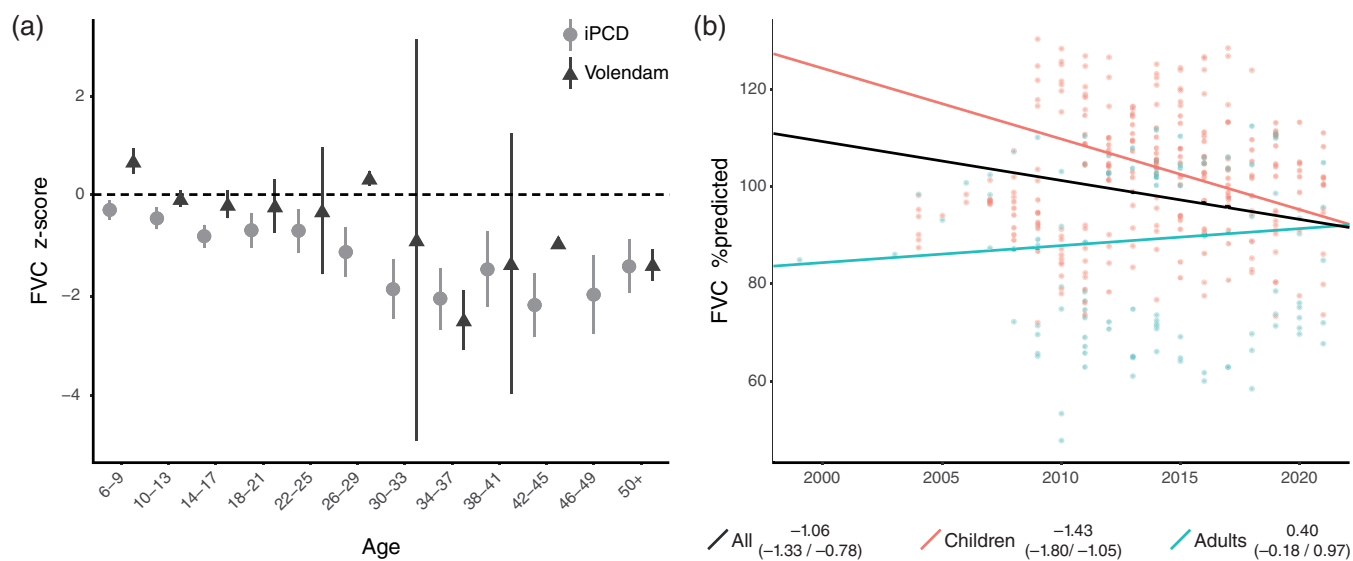 (a)
iPCD
Volendam
FVC z-score
2
0
−2
−4
6–9
10–13
14–17
18–21
22–25
26–29
30–33
34–37
38–41
42–45
46–49
50+
Age
(b)
FVC %predicted
120
100
80
60
2000 2005 2010 2015 2020
All −1.06 (−1.33 / −0.78)
Children −1.43 (−1.80/ −1.05)
Adults 0.40 (−0.18 / 0.97)